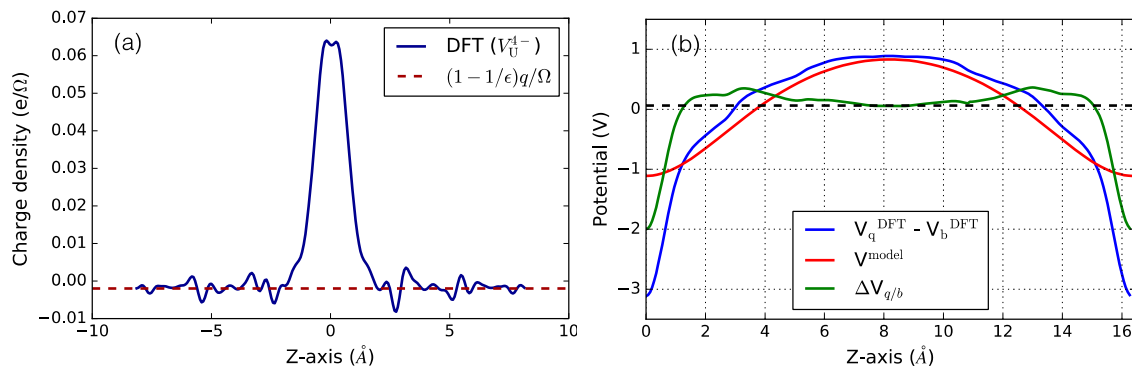 (a)
DFT (V_U^{4−})
(1 − 1/ϵ)q/Ω
Charge density (e/Ω)
0.07
0.06
0.05
0.04
0.03
0.02
0.01
0.00
−0.01
−10
−5
0
5
10
Z-axis (Å)
(b)
Potential (V)
1
0
−1
−2
−3
V_q^{DFT} - V_b^{DFT}
V^{model}
ΔV_{q/b}
0
2
4
6
8
10
12
14
16
Z-axis (Å)